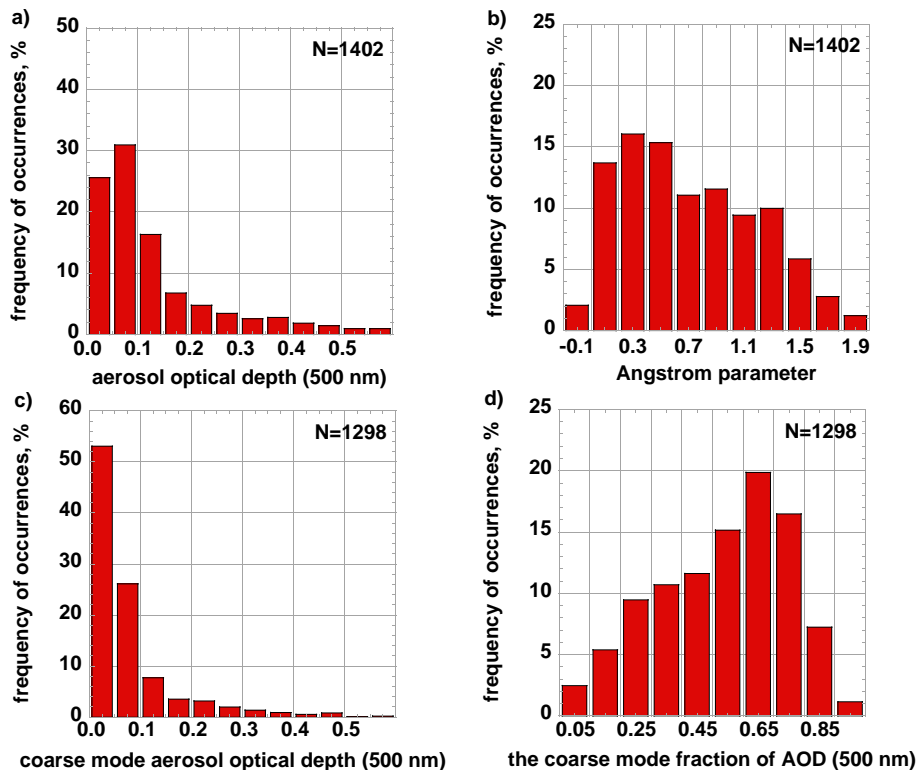 a)
50
40
30
20
10
0
frequency of occurrences, %
N=1402
0.0 0.1 0.2 0.3 0.4 0.5
aerosol optical depth (500 nm)
b)
25
20
15
10
5
0
frequency of occurrences, %
N=1402
-0.1 0.3 0.7 1.1 1.5 1.9
Angstrom parameter
c)
60
50
40
30
20
10
0
frequency of occurrences, %
N=1298
0.0 0.1 0.2 0.3 0.4 0.5
coarse mode aerosol optical depth (500 nm)
d)
25
20
15
10
5
0
frequency of occurrences, %
N=1298
0.05 0.25 0.45 0.65 0.85
the coarse mode fraction of AOD (500 nm)